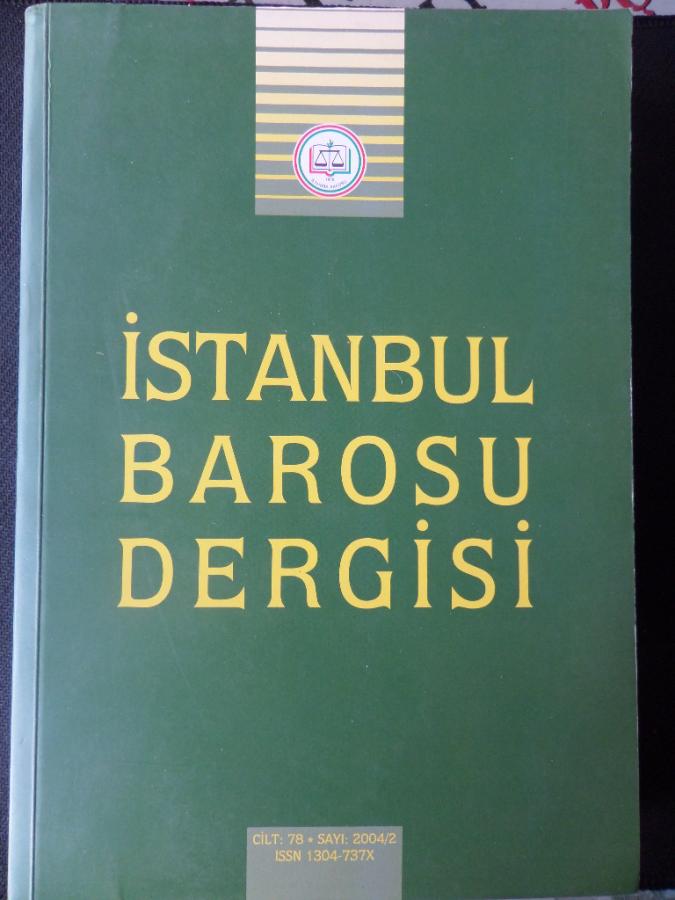 İSTANBUL
BAROSU
DERGİSİ
CİLT: 78 * SAYI: 2004/2
ISSN 1304-737X